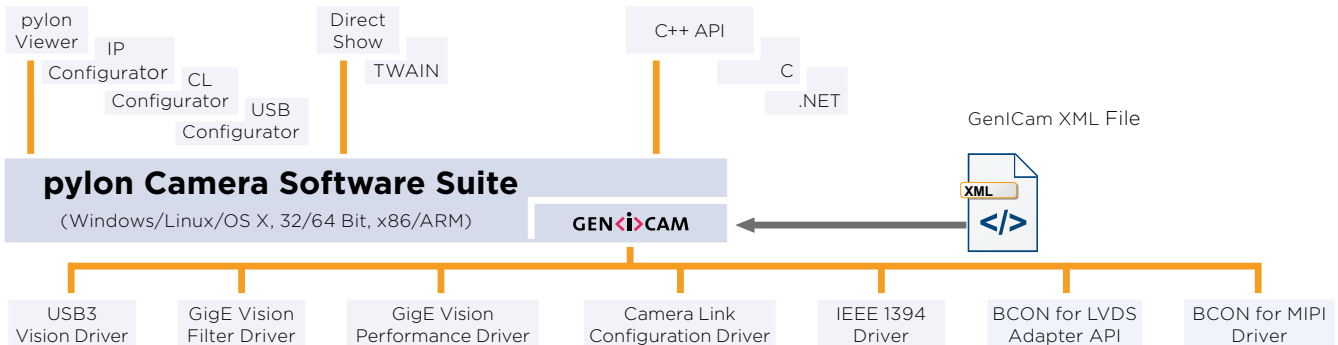 pylon
Viewer
IP
Configurator
CL
Configurator
USB
Configurator
Direct
Show
TWAIN
C++ API
C
.NET
GenICam XML File
XML
</>
pylon Camera Software Suite
(Windows/Linux/OS X, 32/64 Bit, x86/ARM)
GEN<i>CAM
USB3
Vision Driver
GigE Vision
Filter Driver
GigE Vision
Performance Driver
Camera Link
Configuration Driver
IEEE 1394
Driver
BCON for LVDS
Adapter API
BCON for MIPI
Driver